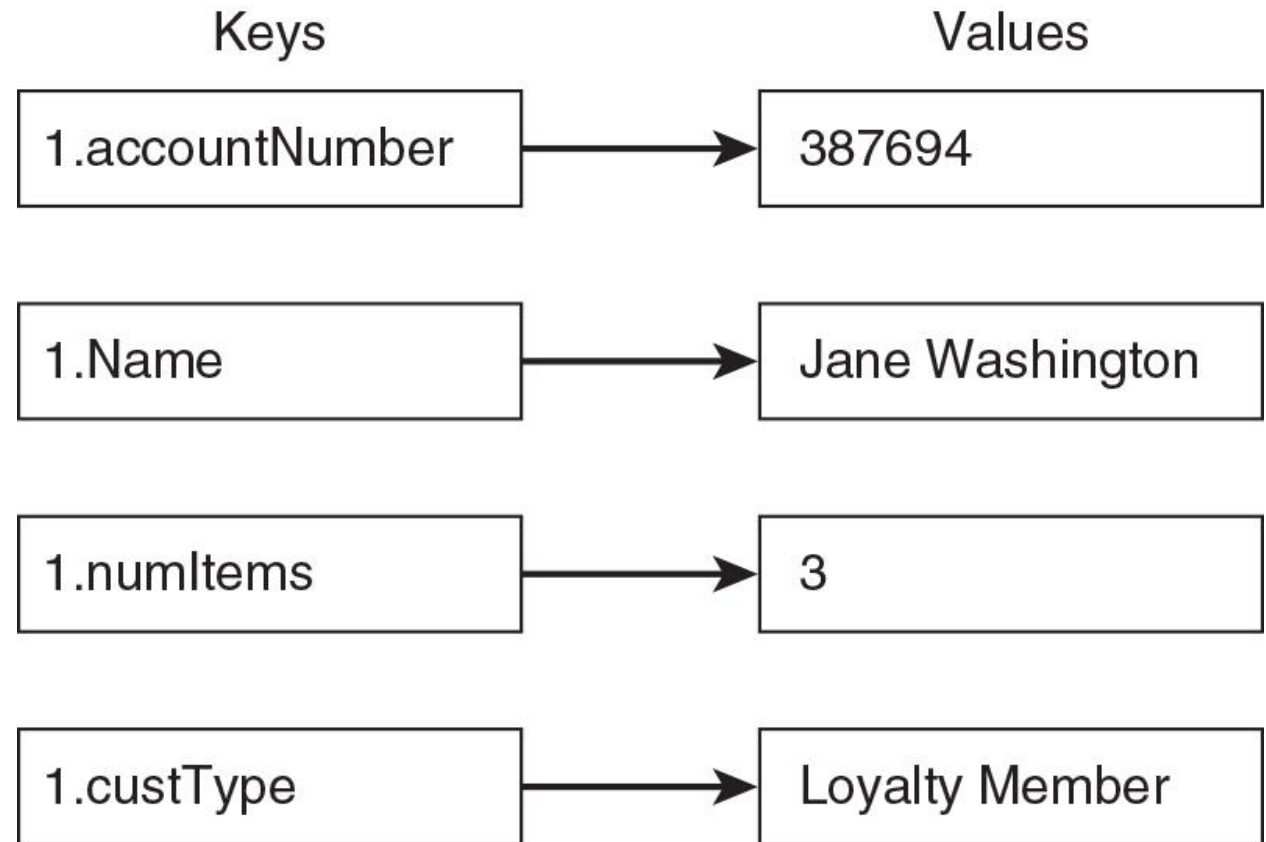 Keys Values
1.accountNumber 387694
1.Name Jane Washington
1.numItems 3
1.custType Loyalty Member